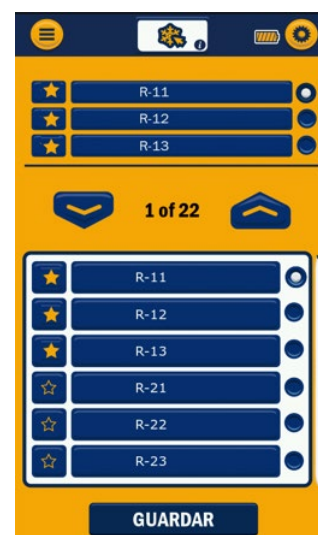 i
R-11
R-12
R-13
1 of 22
R-11
R-12
R-13
R-21
R-22
R-23
GUARDAR